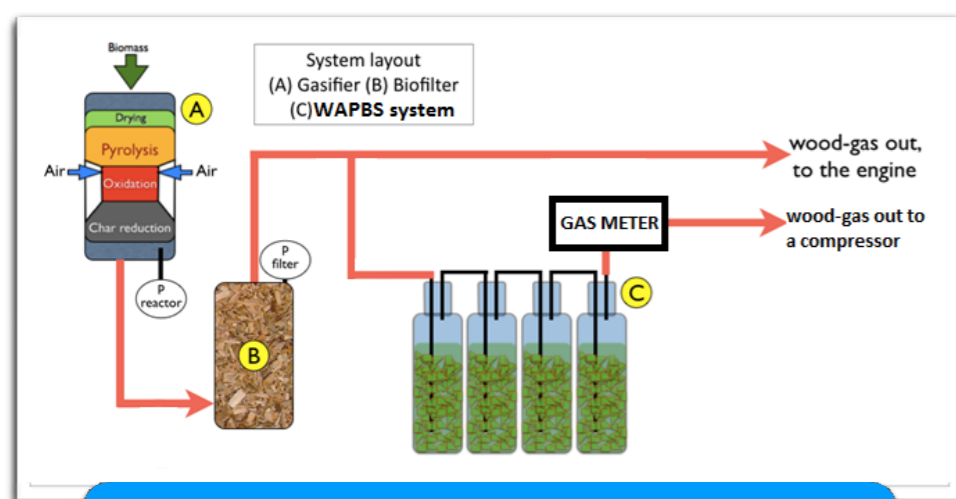 Biomass
System layout
(A) Gasifier (B) Biofilter
(C)WAPBS system
A
Drying
Pyrolysis
Air
Air
Oxidation
Char reduction
wood-gas out,
to the engine
GAS METER
wood-gas out to
a compressor
P
filter
P
reactor
B
C